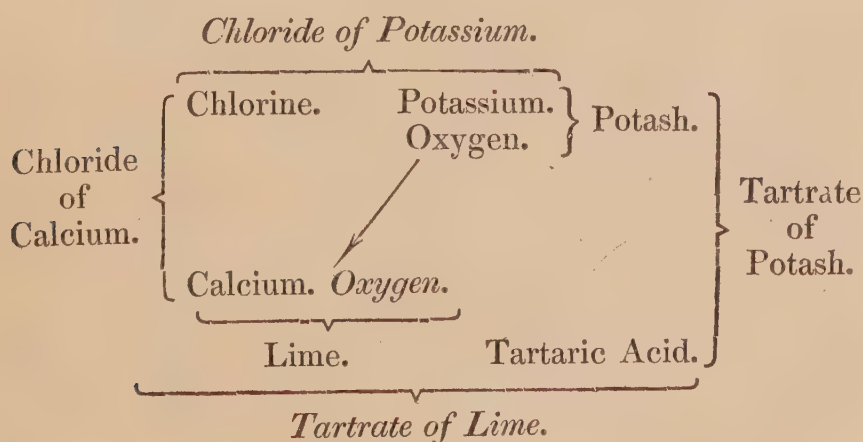 Chloride of Potassium.
Chlorine. Potassium.
Oxygen.
Potash.
Chloride
of
Calcium.
Tartrate
of
Potash.
Calcium. Oxygen.
Lime. Tartaric Acid.
Tartrate of Lime.